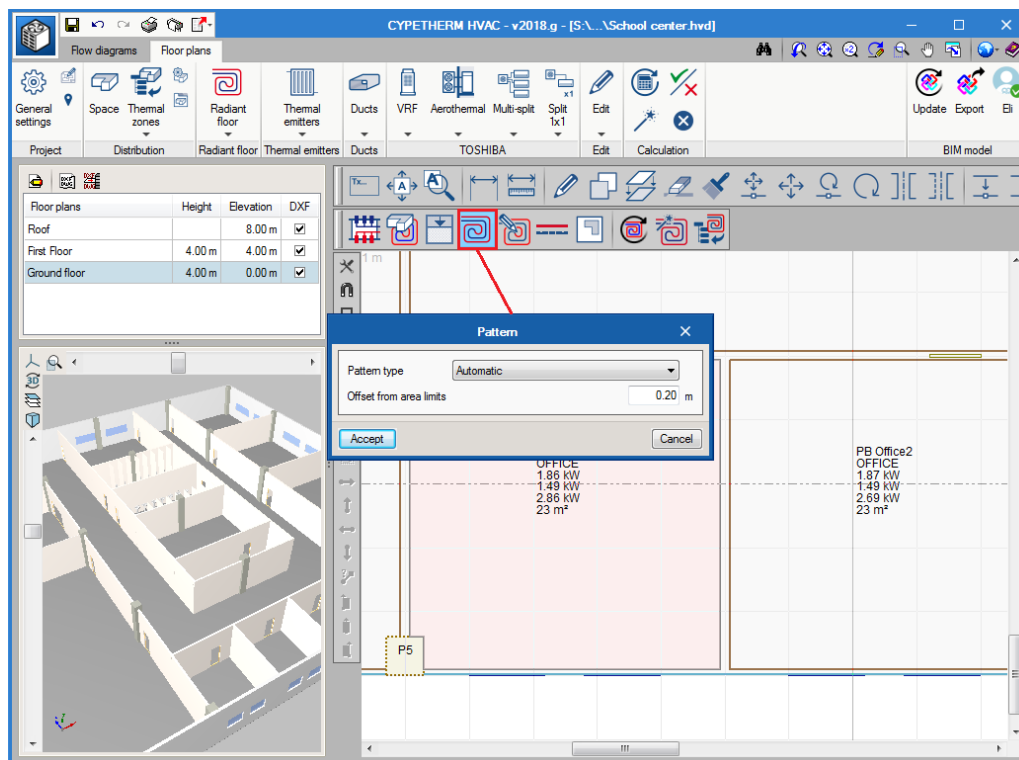 CYPETHERM HVAC - v2018.g - [S:\...\School center.hvd]
Flow diagrams Floor plans
General settings
Space
Thermal zones
Radiant floor
Thermal emitters
Ducts
VRF
Aerothermal
Multi-split
x1
Split 1x1
Edit
Update
Export
Eli
Project Distribution Radiant floor Thermal emitters Ducts TOSHIBA Edit Calculation BIM model
Floor plans Height Elevation DXF
Roof 8.00 m
First Floor 4.00 m 4.00 m
Ground floor 4.00 m 0.00 m
Tx...
A
1 m
Pattern
Pattern type Automatic
Offset from area limits 0.20 m
Accept Cancel
3D
OFFICE
1.86 kW
1.49 kW
2.86 kW
23 m²
PB Office2
OFFICE
1.87 kW
1.49 kW
2.69 kW
23 m²
P5